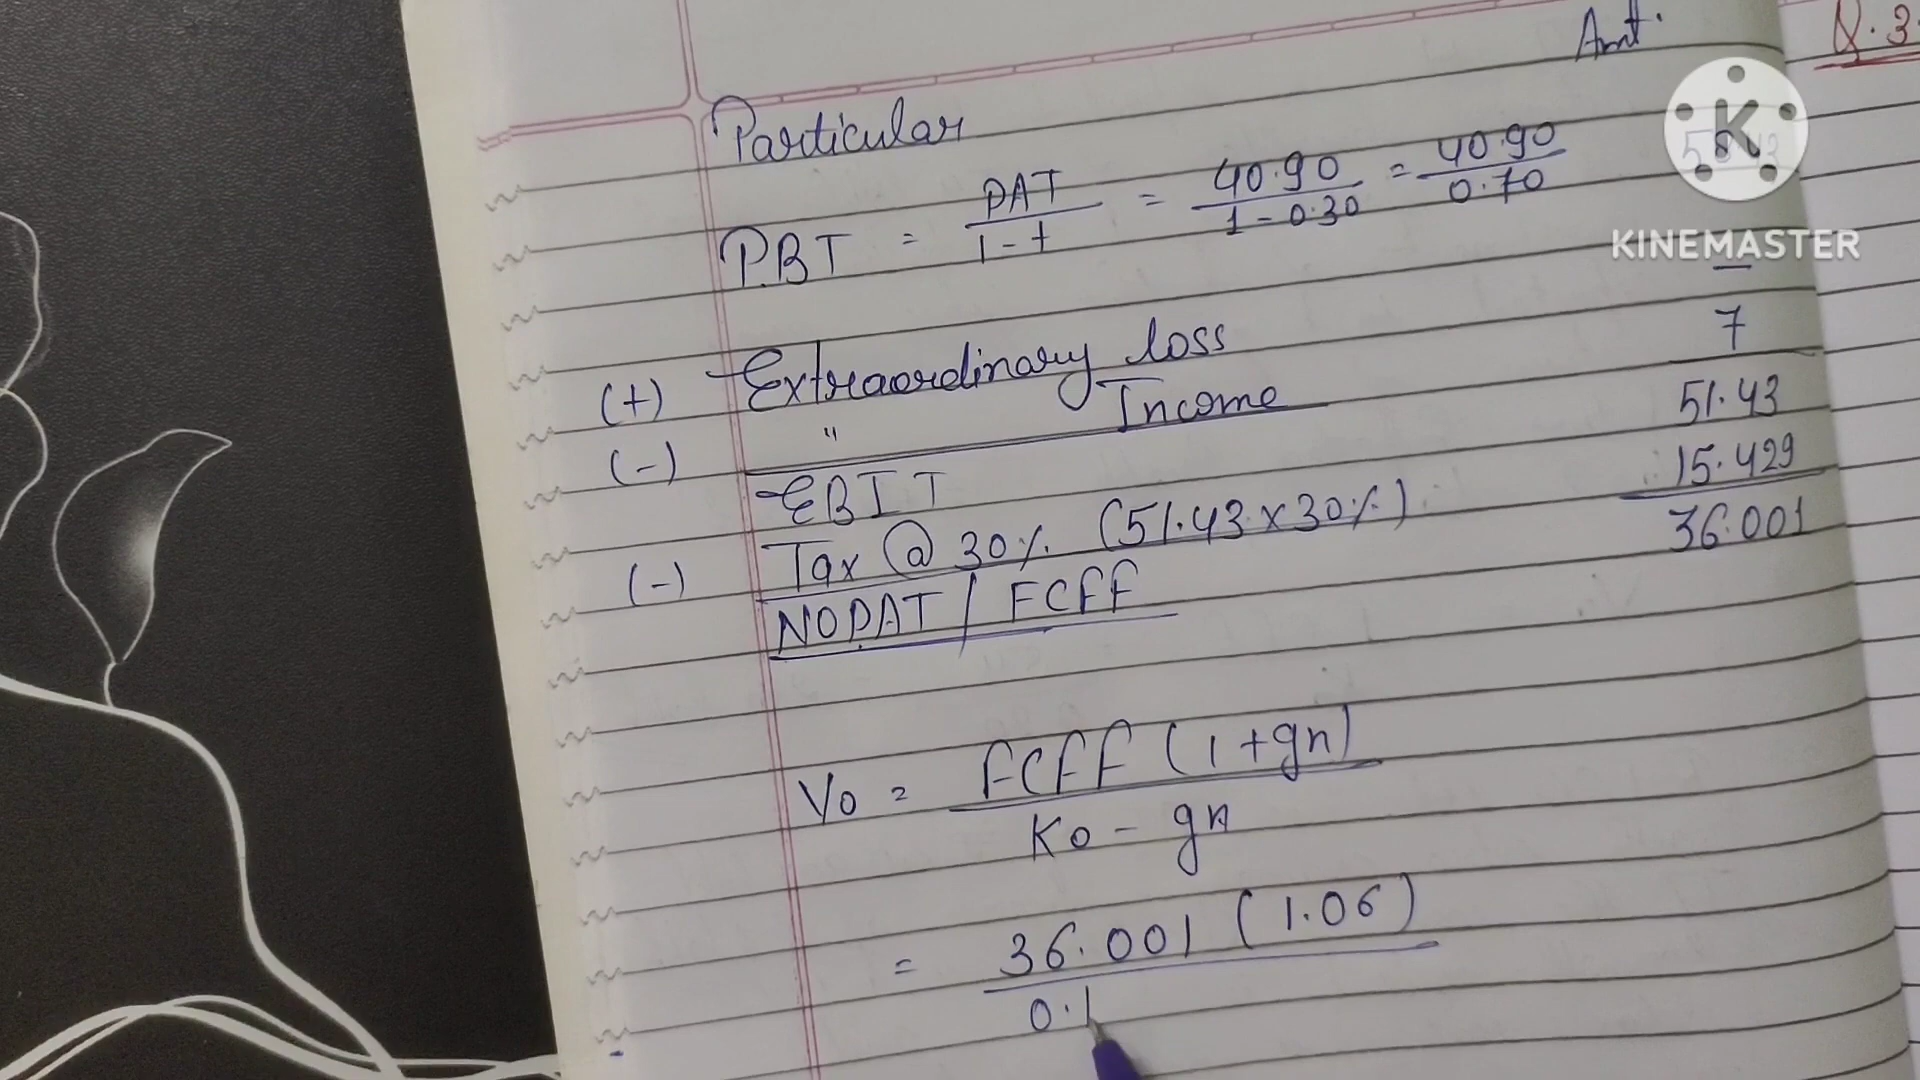 Amt.
Q.3.
Particular
P.B.T = PAT / 1-t = 40.90 / 1-0.30 = 40.90 / 0.70
KINEMASTER
(+) Extraordinary loss —
(-) " Income 7
EBIT 51.43
(-) Tax @ 30% (51.43 x 30%) 15.429
NOPAT / FCFF 36.001
V0 = FCFF (1+gn) / K0 - gn
= 36.001 (1.06) / 0.1